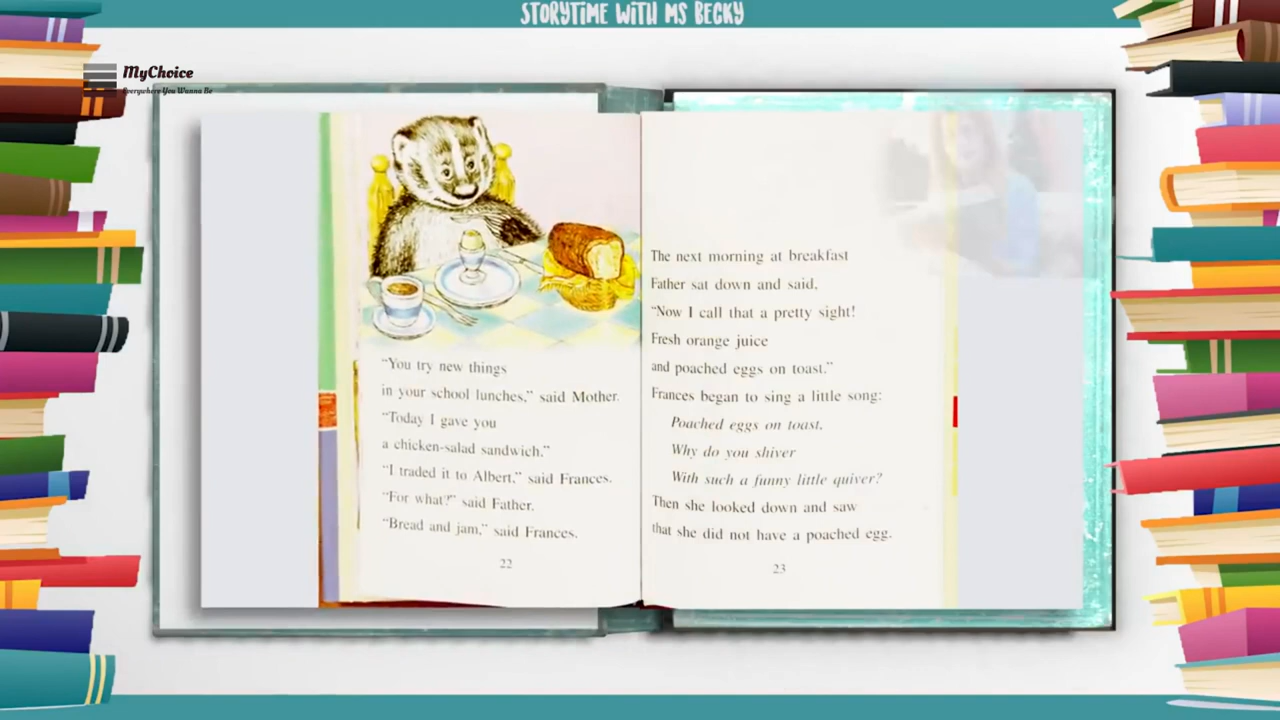 STORYTIME WITH MS BECKY
MyChoice
Everywhere You Wanna Be
“You try new things
in your school lunches,” said Mother.
“Today I gave you
a chicken-salad sandwich.”
“I traded it to Albert,” said Frances.
“For what?” said Father.
“Bread and jam,” said Frances.
22
The next morning at breakfast
Father sat down and said,
“Now I call that a pretty sight!
Fresh orange juice
and poached eggs on toast.”
Frances began to sing a little song:
Poached eggs on toast,
Why do you shiver
With such a funny little quiver?
Then she looked down and saw
that she did not have a poached egg.
23